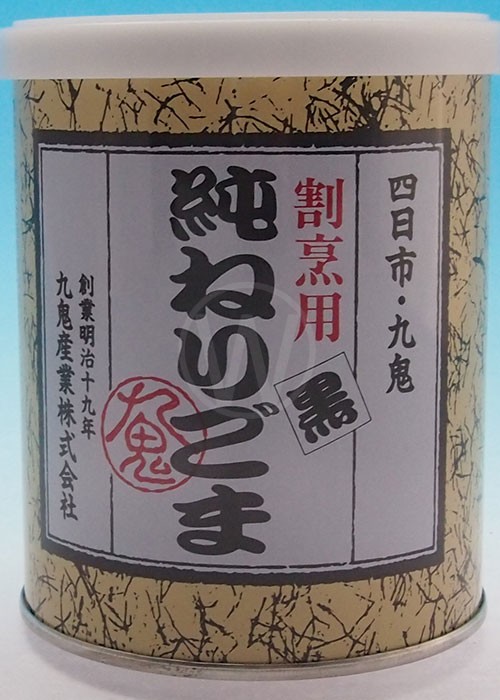 四日市・九鬼
割烹用
黒
純ねりごま
九鬼
創業明治十九年
九鬼産業株式会社